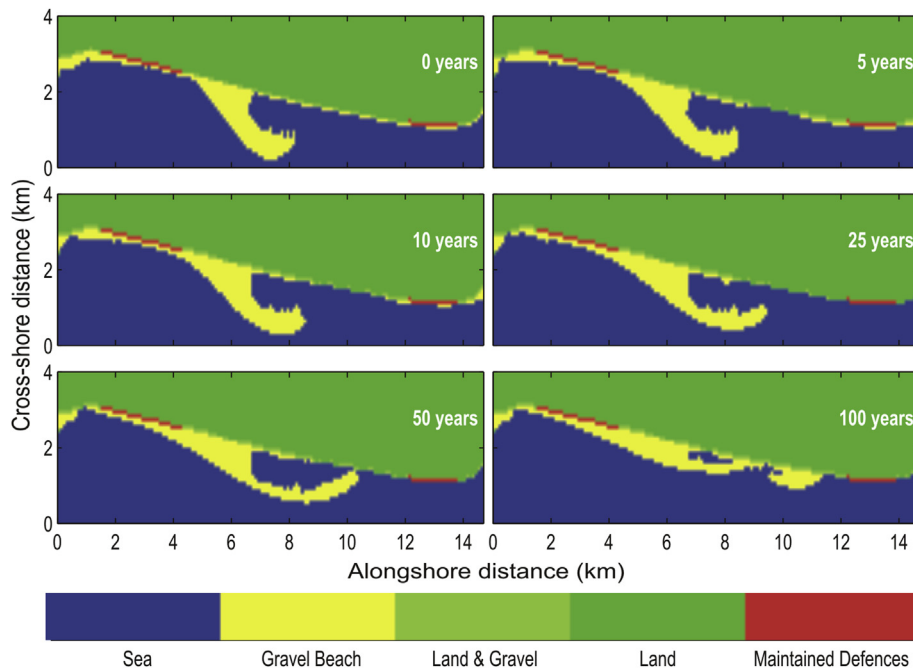 4
2
0
0 years
5 years
4
2
0
10 years
25 years
4
2
0
50 years
100 years
0 2 4 6 8 10 12 14 0 2 4 6 8 10 12 14
Cross-shore distance (km)
Alongshore distance (km)
Sea Gravel Beach Land & Gravel Land Maintained Defences